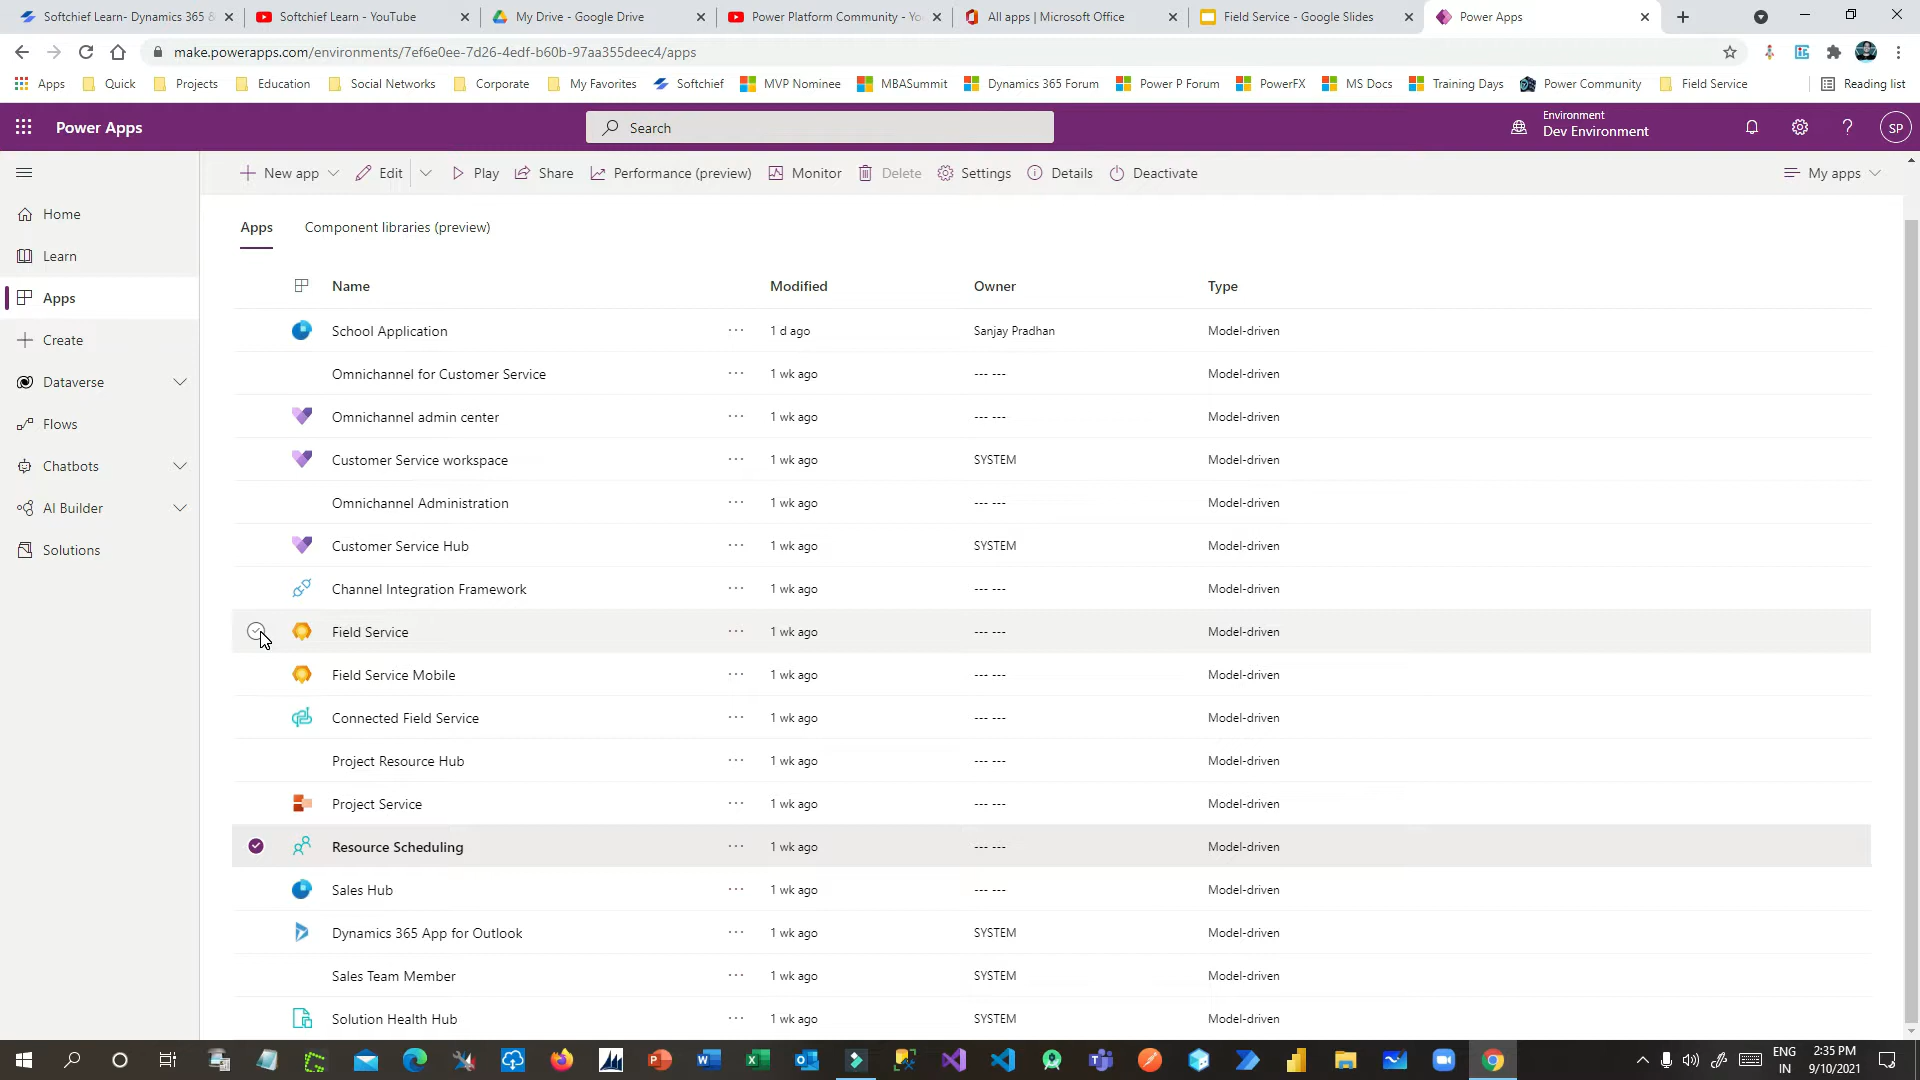 Softchief Learn- Dynamics 365 &
Softchief Learn - YouTube
My Drive - Google Drive
Power Platform Community - Yo
All apps | Microsoft Office
Field Service - Google Slides
Power Apps
make.powerapps.com/environments/7ef6e0ee-7d26-4edf-b60b-97aa355deec4/apps
Apps
Quick
Projects
Education
Social Networks
Corporate
My Favorites
Softchief
MVP Nominee
MBASummit
Dynamics 365 Forum
Power P Forum
PowerFX
MS Docs
Training Days
Power Community
Field Service
Reading list
Power Apps
Search
Environment
Dev Environment
SP
New app
Edit
Play
Share
Performance (preview)
Monitor
Delete
Settings
Details
Deactivate
My apps
Home
Learn
Apps
Create
Dataverse
Flows
Chatbots
AI Builder
Solutions
Apps
Component libraries (preview)
Name Modified Owner Type
School Application ··· 1 d ago Sanjay Pradhan Model-driven
Omnichannel for Customer Service ··· 1 wk ago --- --- Model-driven
Omnichannel admin center ··· 1 wk ago --- --- Model-driven
Customer Service workspace ··· 1 wk ago SYSTEM Model-driven
Omnichannel Administration ··· 1 wk ago --- --- Model-driven
Customer Service Hub ··· 1 wk ago SYSTEM Model-driven
Channel Integration Framework ··· 1 wk ago --- --- Model-driven
Field Service ··· 1 wk ago --- --- Model-driven
Field Service Mobile ··· 1 wk ago --- --- Model-driven
Connected Field Service ··· 1 wk ago --- --- Model-driven
Project Resource Hub ··· 1 wk ago --- --- Model-driven
Project Service ··· 1 wk ago --- --- Model-driven
Resource Scheduling ··· 1 wk ago --- --- Model-driven
Sales Hub ··· 1 wk ago --- --- Model-driven
Dynamics 365 App for Outlook ··· 1 wk ago SYSTEM Model-driven
Sales Team Member ··· 1 wk ago SYSTEM Model-driven
Solution Health Hub ··· 1 wk ago SYSTEM Model-driven
ENG
IN
2:35 PM
9/10/2021